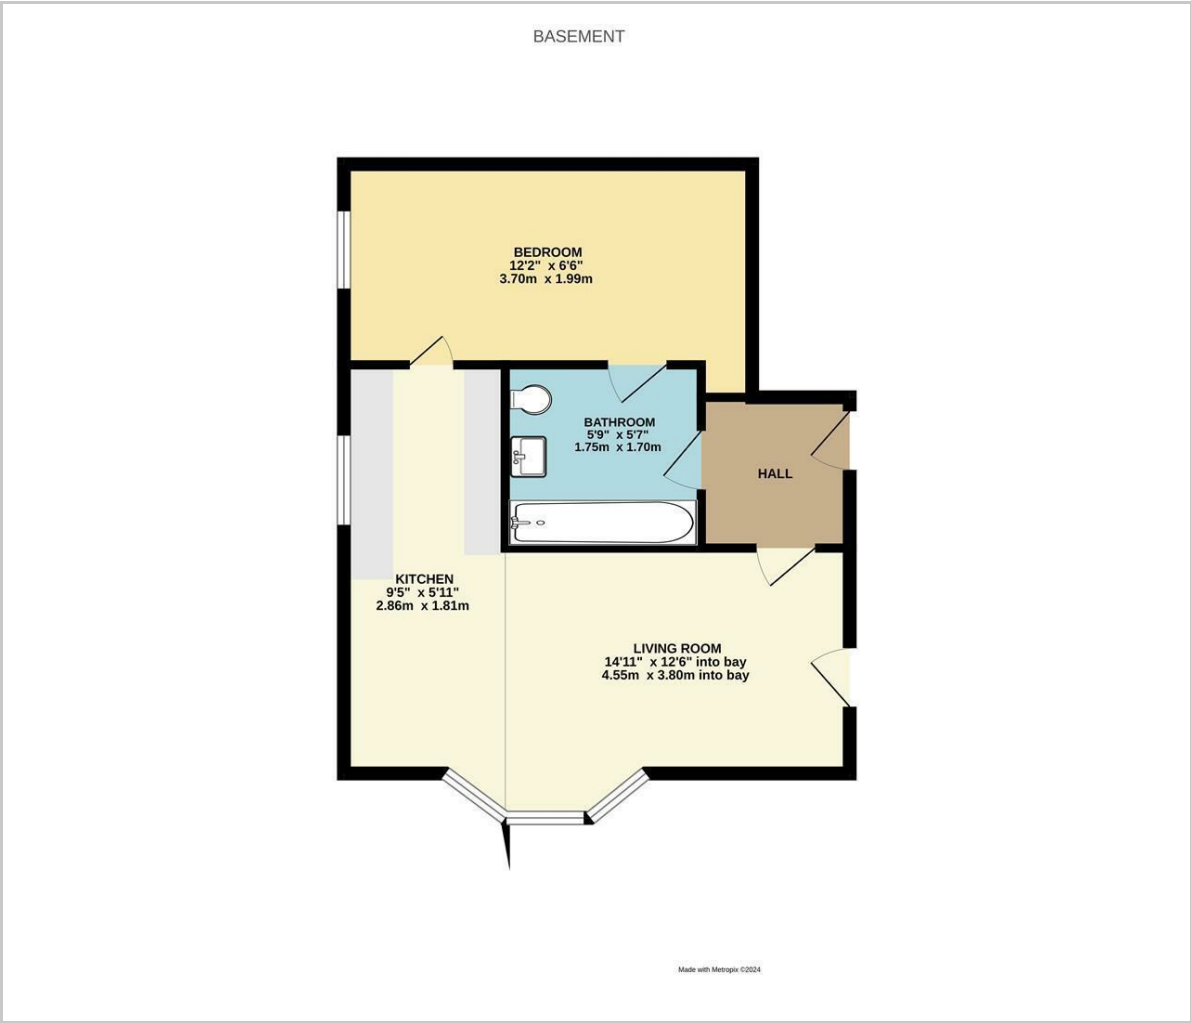 BASEMENT
BEDROOM
12'2" x 6'6"
3.70m x 1.99m
BATHROOM
5'9" x 5'7"
1.75m x 1.70m
HALL
KITCHEN
9'5" x 5'11"
2.86m x 1.81m
LIVING ROOM
14'11" x 12'6" into bay
4.55m x 3.80m into bay
Made with Metropix ©2024